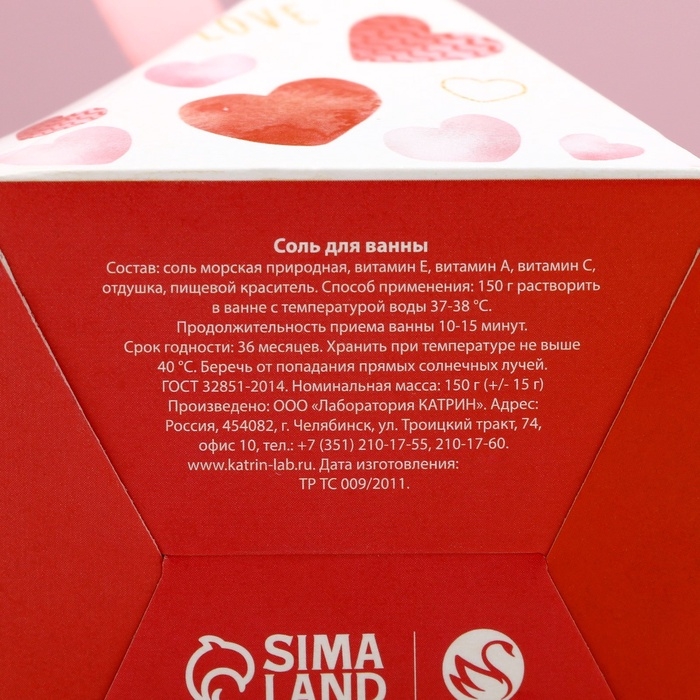 LOVE
Соль для ванны
Состав: соль морская природная, витамин Е, витамин А, витамин С,
отдушка, пищевой краситель. Способ применения: 150 г растворить
в ванне с температурой воды 37-38 °C.
Продолжительность приема ванны 10-15 минут.
Срок годности: 36 месяцев. Хранить при температуре не выше
40 °C. Беречь от попадания прямых солнечных лучей.
ГОСТ 32851-2014. Номинальная масса: 150 г (+/- 15 г)
Произведено: ООО «Лаборатория КАТРИН». Адрес:
Россия, 454082, г. Челябинск, ул. Троицкий тракт, 74,
офис 10, тел.: +7 (351) 210-17-55, 210-17-60.
www.katrin-lab.ru. Дата изготовления:
ТР ТС 009/2011.
SIMA
LAND